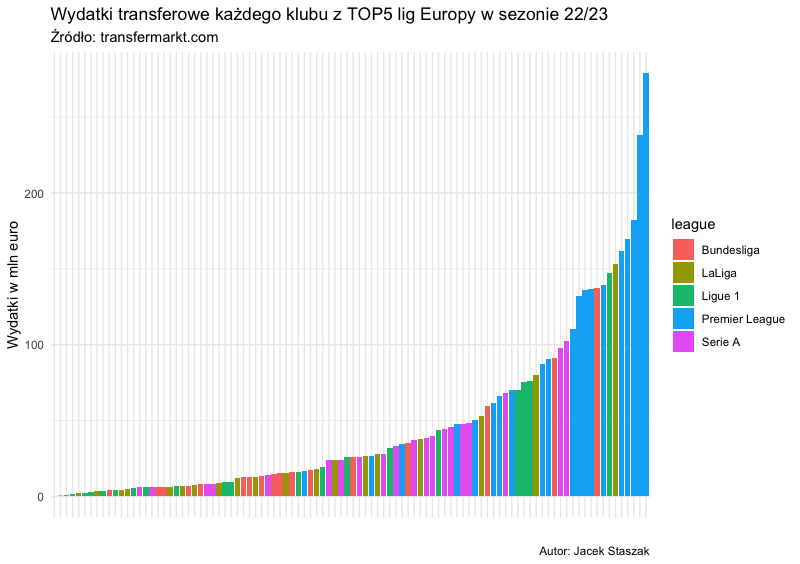 Wydatki transferowe każdego klubu z TOP5 lig Europy w sezonie 22/23
Źródło: transfermarkt.com
Wydatki w mln euro
200
100
0
league
Bundesliga
LaLiga
Ligue 1
Premier League
Serie A
Autor: Jacek Staszak